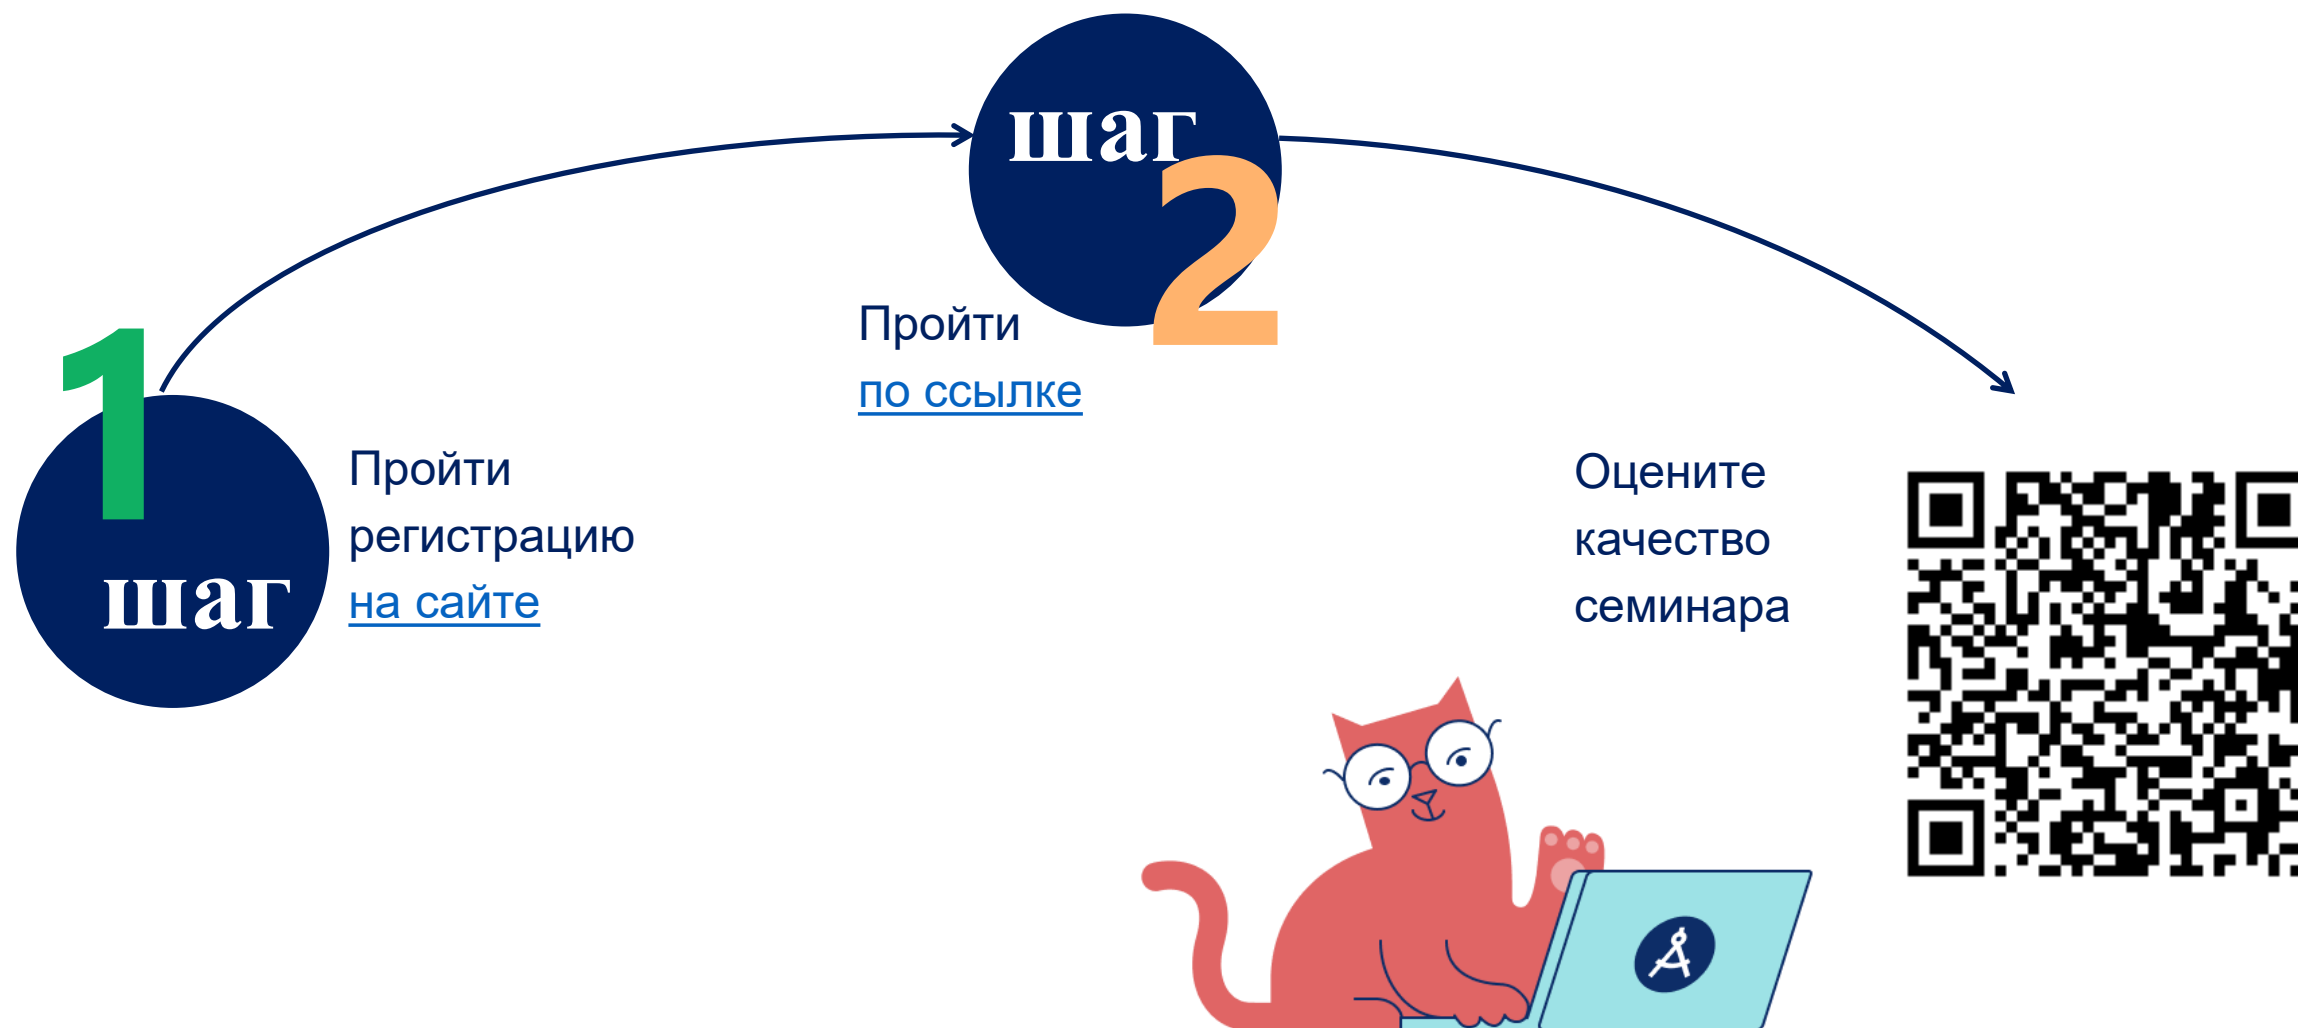 1
шаг
Пройти
регистрацию
на сайте
шаг
2
Пройти
по ссылке
Оцените
качество
семинара